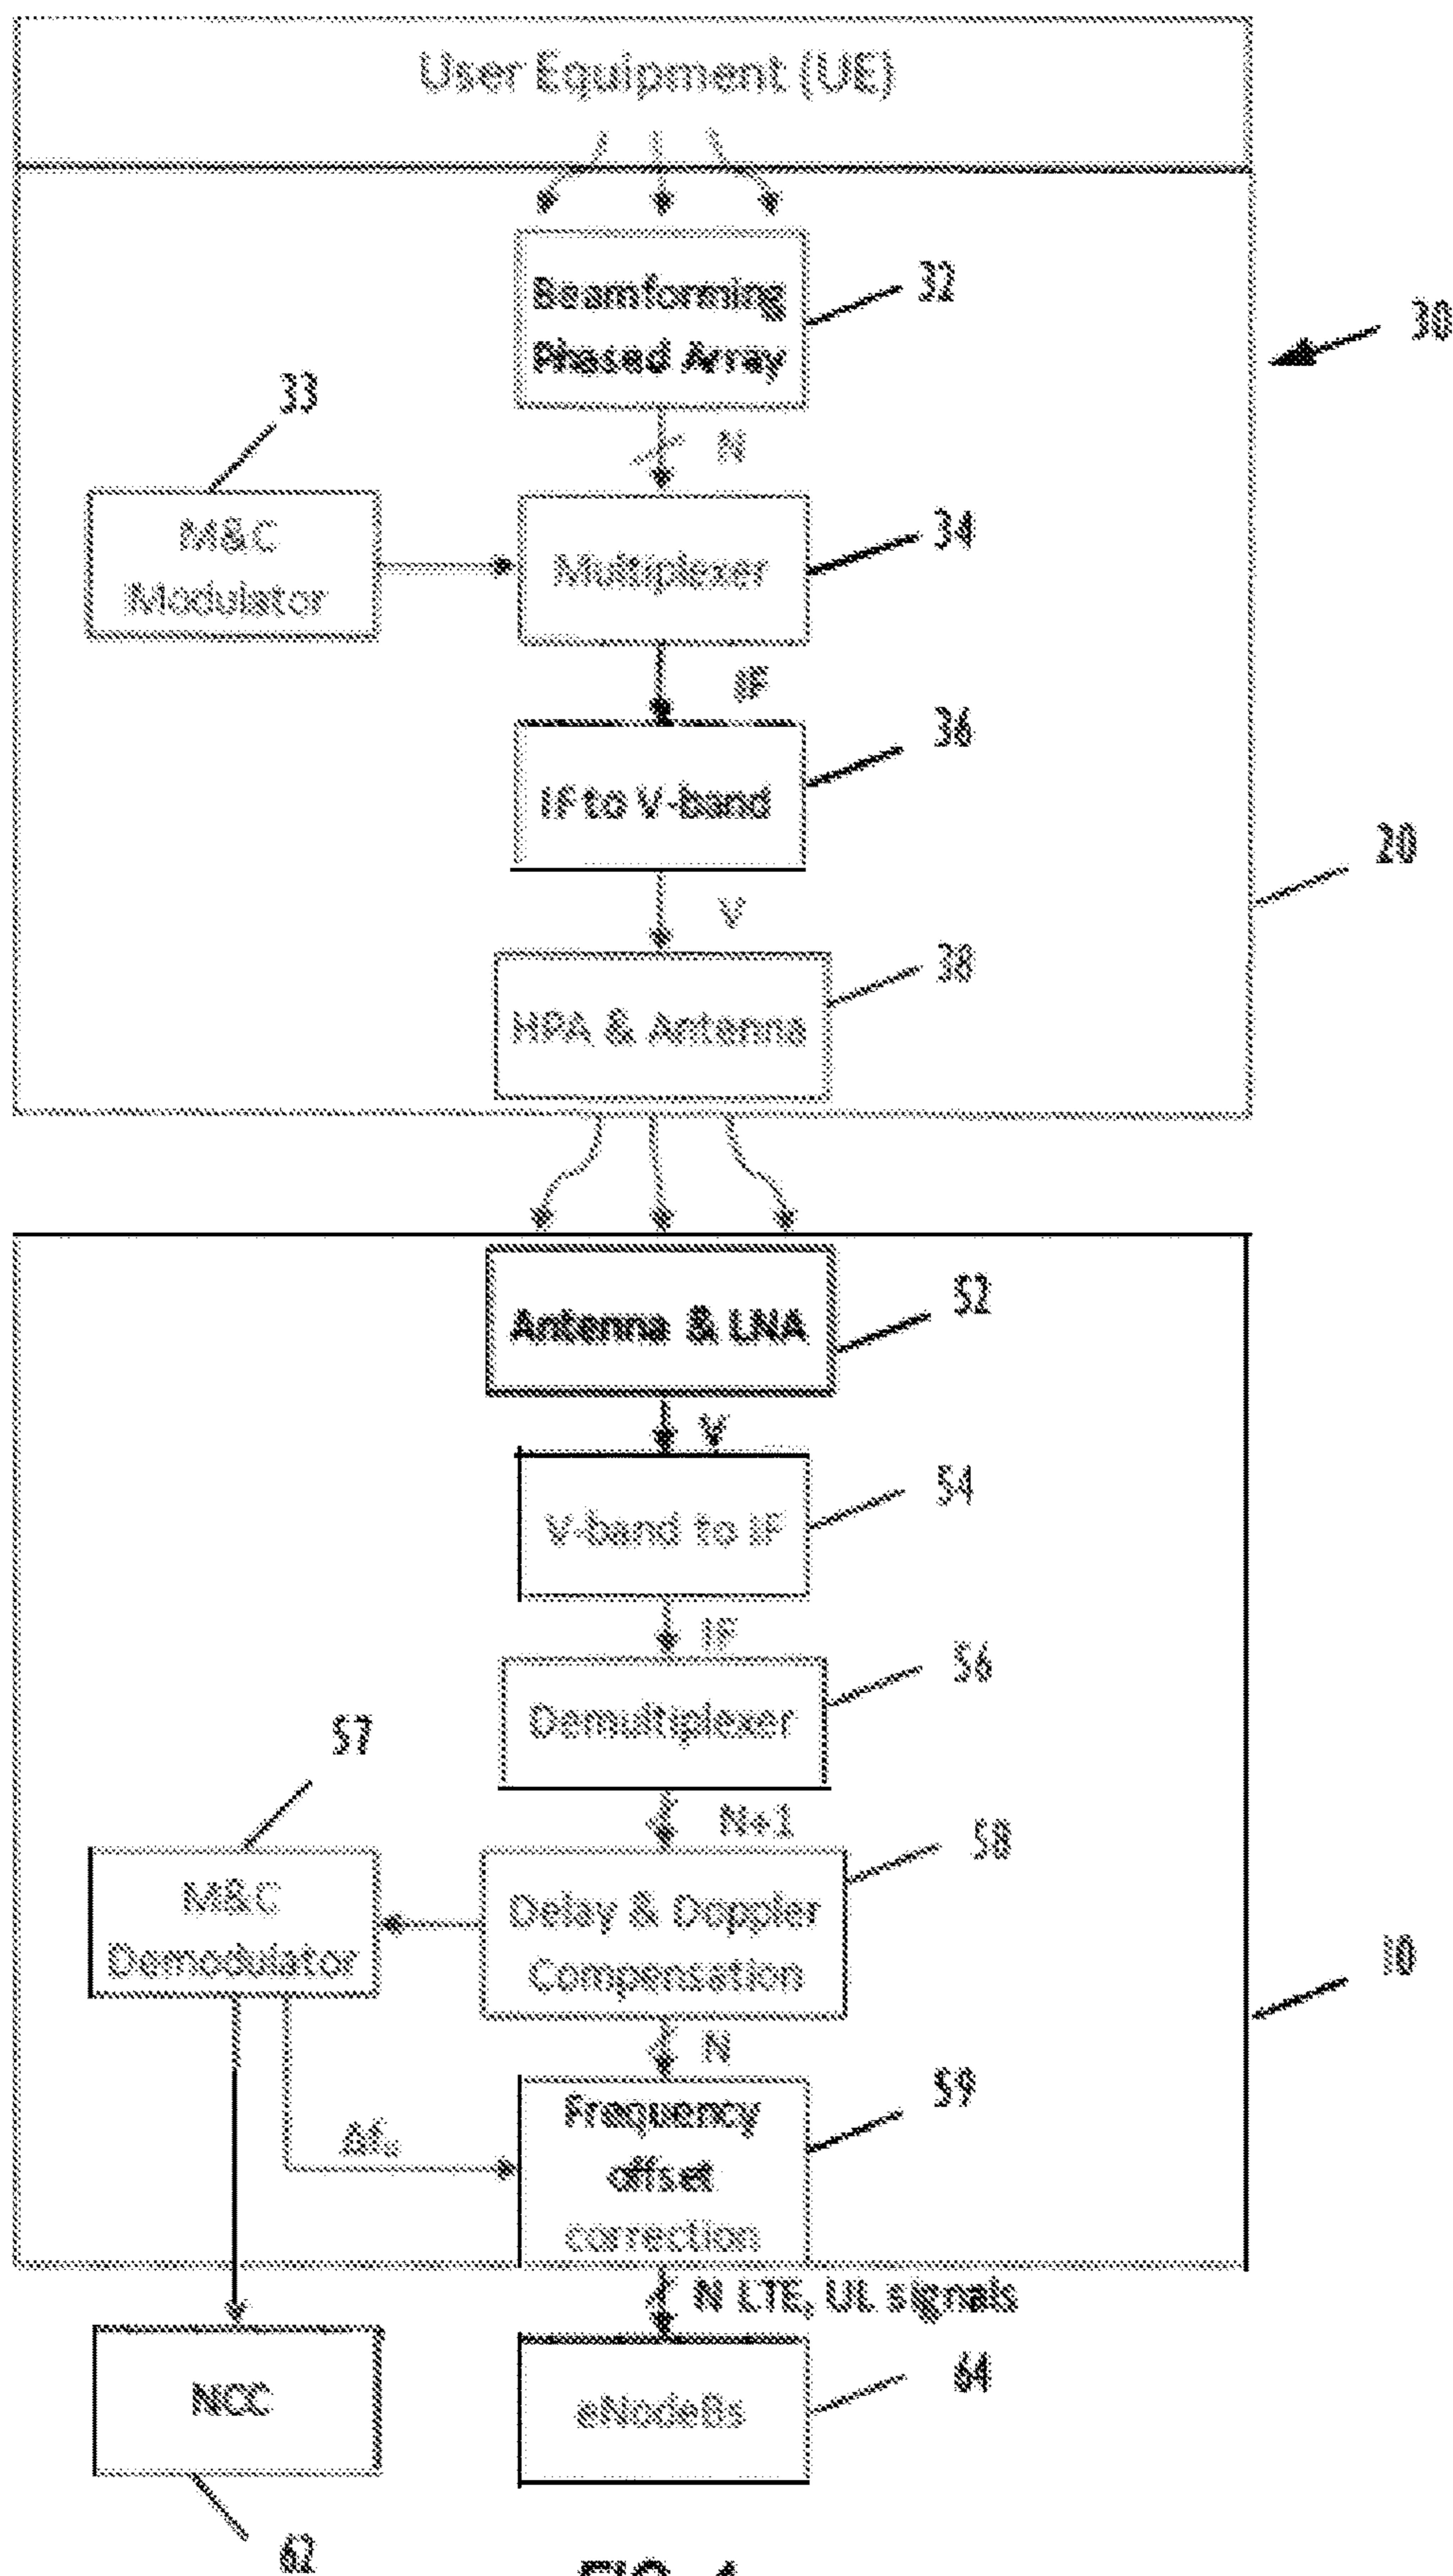 User Equipment (UE)
Beamforming
Phased Array
32
30
33
N
M&C
Modulator
Multiplexer
34
IF
36
IF to V-band
20
V
38
HPA & Antenna
52
Antenna & LNA
V
54
V-band to IF
IF
56
Demultiplexer
57
N+1
58
M&C
Demodulator
Delay & Doppler
Compensation
10
N
59
Δfu
Frequency
offset
correction
N LTE, UL signals
NCC
eNodeBs
64
62